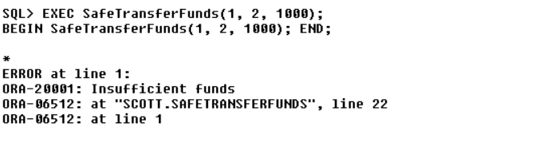 SQL> EXEC SafeTransferFunds(1, 2, 1000);
BEGIN SafeTransferFunds(1, 2, 1000); END;
*
ERROR at line 1:
ORA-20001: Insufficient funds
ORA-06512: at "SCOTT.SAFETRANSFERFUNDS", line 22
ORA-06512: at line 1